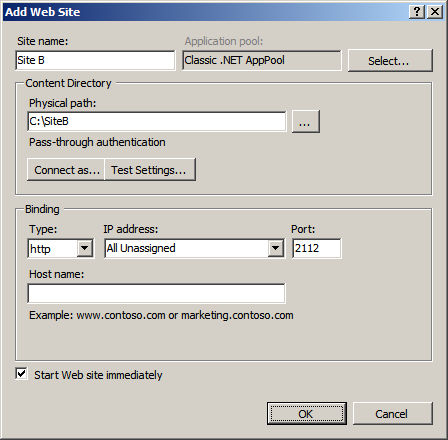 Add Web Site
Site name:
Application pool:
Site B
Classic .NET AppPool
Select...
Content Directory
Physical path:
C:\SiteB
...
Pass-through authentication
Connect as...
Test Settings...
Binding
Type:
IP address:
Port:
http
All Unassigned
2112
Host name:
Example: www.contoso.com or marketing.contoso.com
Start Web site immediately
OK
Cancel